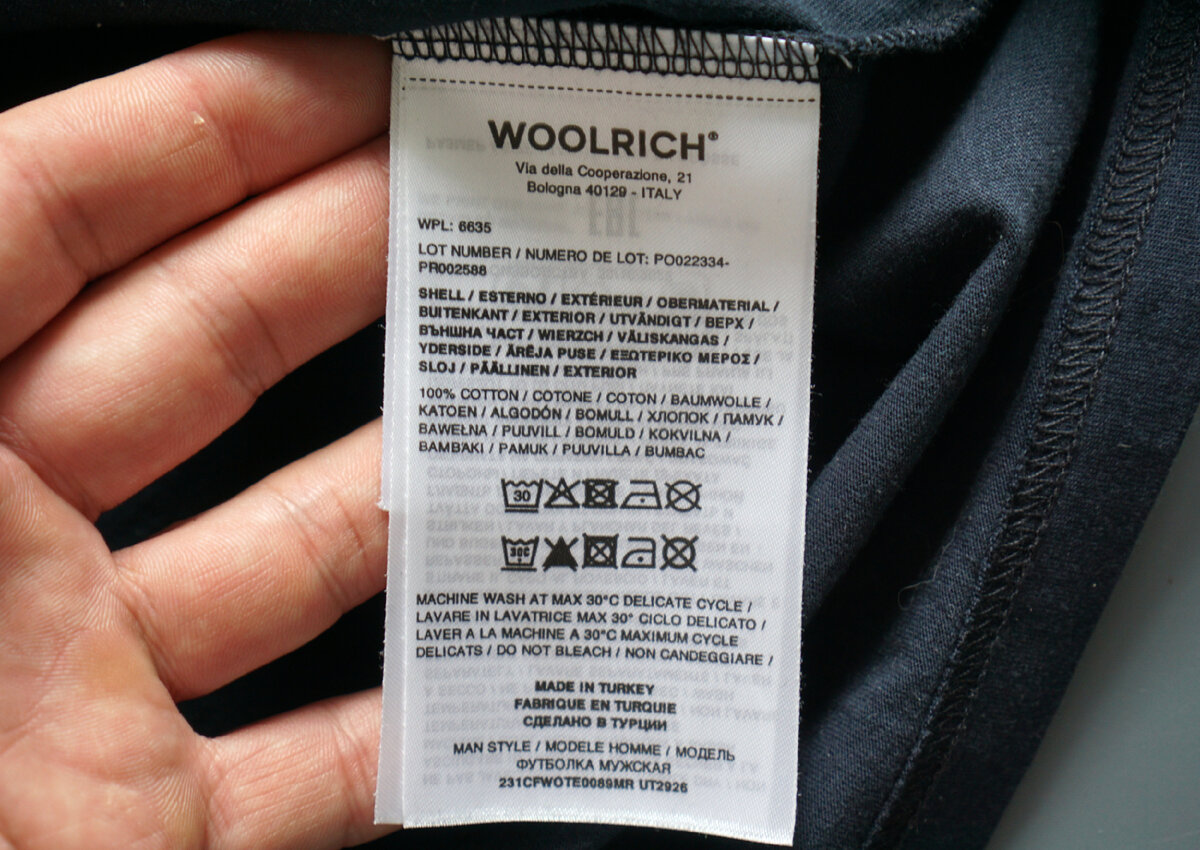 WOOLRICH®
Via della Cooperazione, 21
Bologna 40129 - ITALY
WPL: 6635
LOT NUMBER / NUMERO DE LOT: PO022334-
PR002588
SHELL / ESTERNO / EXTÉRIEUR / OBERMATERIAL /
BUITENKANT / EXTERIOR / UTVÄNDIGT / ВЕРХ /
ВЪНШНА ЧАСТ / WIERZCH / VÄLISKANGAS /
YDERSIDE / ĀRĒJA PUSE / ΕΞΩΤΕΡΙΚΟ ΜΕΡΟΣ /
SLOJ / PÄÄLLINEN / EXTERIOR
100% COTTON / COTONE / COTON / BAUMWOLLE /
KATOEN / ALGODÓN / BOMULL / ХЛОПОК / ПАМУК /
BAWEŁNA / PUUVILL / BOMULD / KOKVILNA /
ΒΑΜΒΑΚΙ / PAMUK / PUUVILLA / BUMBAC
30
30C
MACHINE WASH AT MAX 30°C DELICATE CYCLE /
LAVARE IN LAVATRICE MAX 30° CICLO DELICATO /
LAVER A LA MACHINE A 30°C MAXIMUM CYCLE
DELICATS / DO NOT BLEACH / NON CANDEGGIARE /
MADE IN TURKEY
FABRIQUE EN TURQUIE
СДЕЛАНО В ТУРЦИИ
MAN STYLE / MODELE HOMME / МОДЕЛЬ
ФУТБОЛКА МУЖСКАЯ
231CFWOTE0089MR UT2926